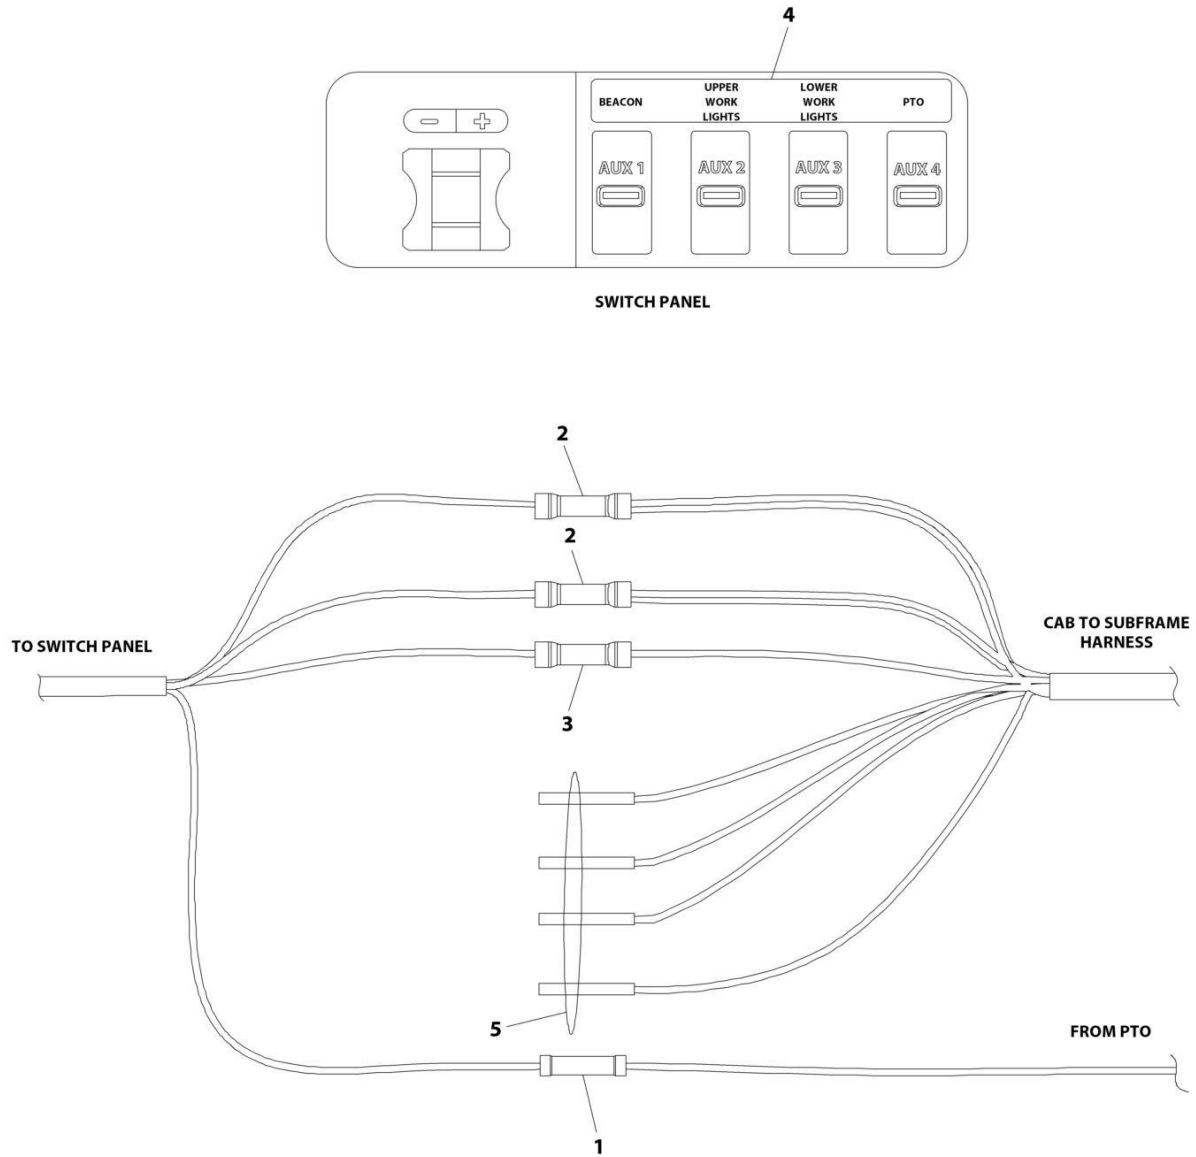 4
BEACON
UPPER
WORK
LIGHTS
LOWER
WORK
LIGHTS
PTO
AUX 1
AUX 2
AUX 3
AUX 4
SWITCH PANEL
2
2
TO SWITCH PANEL
CAB TO SUBFRAME
HARNESS
3
5
FROM PTO
1